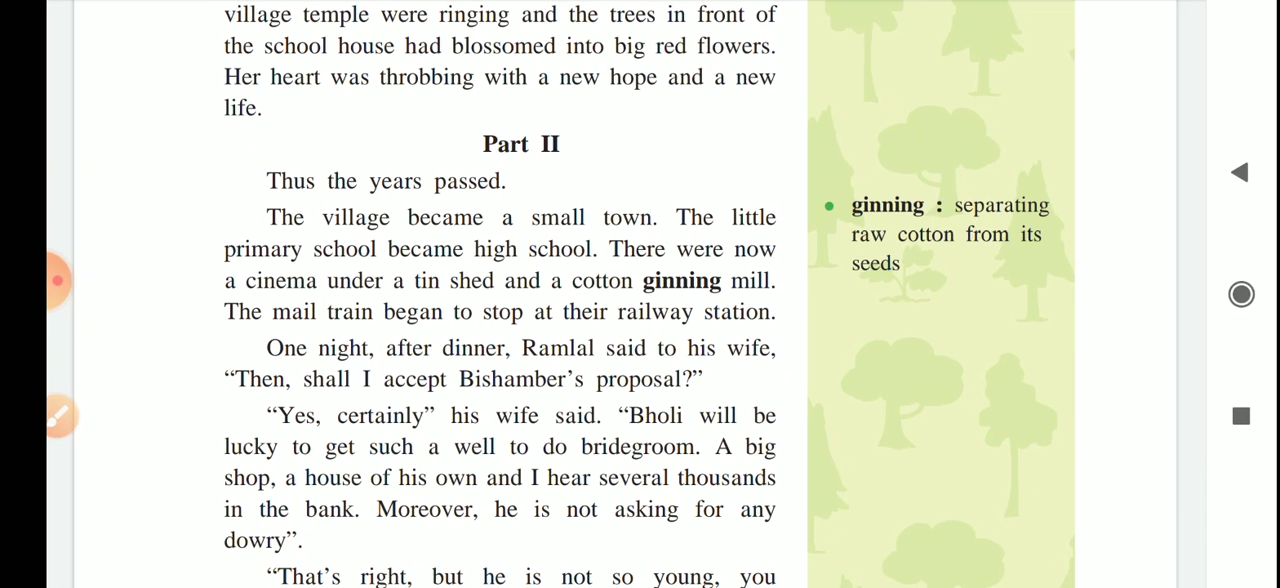 village temple were ringing and the trees in front of
the school house had blossomed into big red flowers.
Her heart was throbbing with a new hope and a new
life.
Part II
Thus the years passed.
The village became a small town. The little
primary school became high school. There were now
a cinema under a tin shed and a cotton ginning mill.
The mail train began to stop at their railway station.
One night, after dinner, Ramlal said to his wife,
“Then, shall I accept Bishamber’s proposal?”
“Yes, certainly” his wife said. “Bholi will be
lucky to get such a well to do bridegroom. A big
shop, a house of his own and I hear several thousands
in the bank. Moreover, he is not asking for any
dowry”.
“That’s right, but he is not so young, you
• ginning : separating
raw cotton from its
seeds